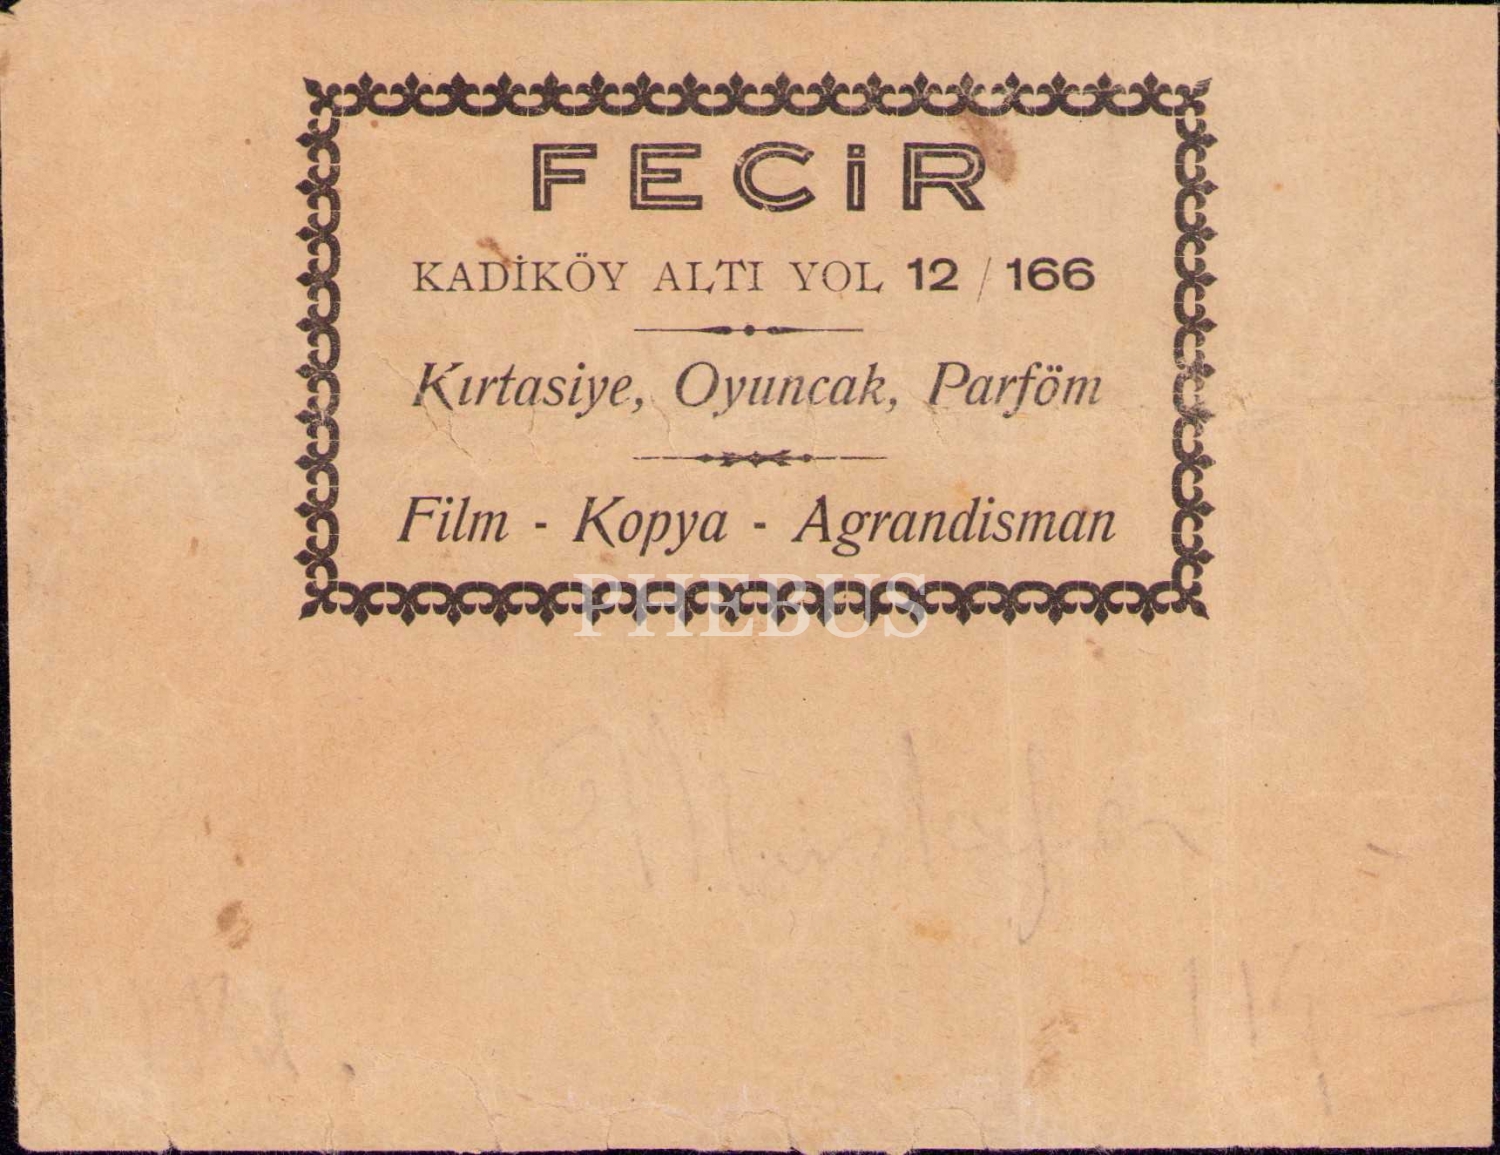 FECiR
KADİKÖY ALTI YOL 12 / 166
Kırtasiye, Oyuncak, Parföm
Film - Kopya - Agrandisman
PHEBUS